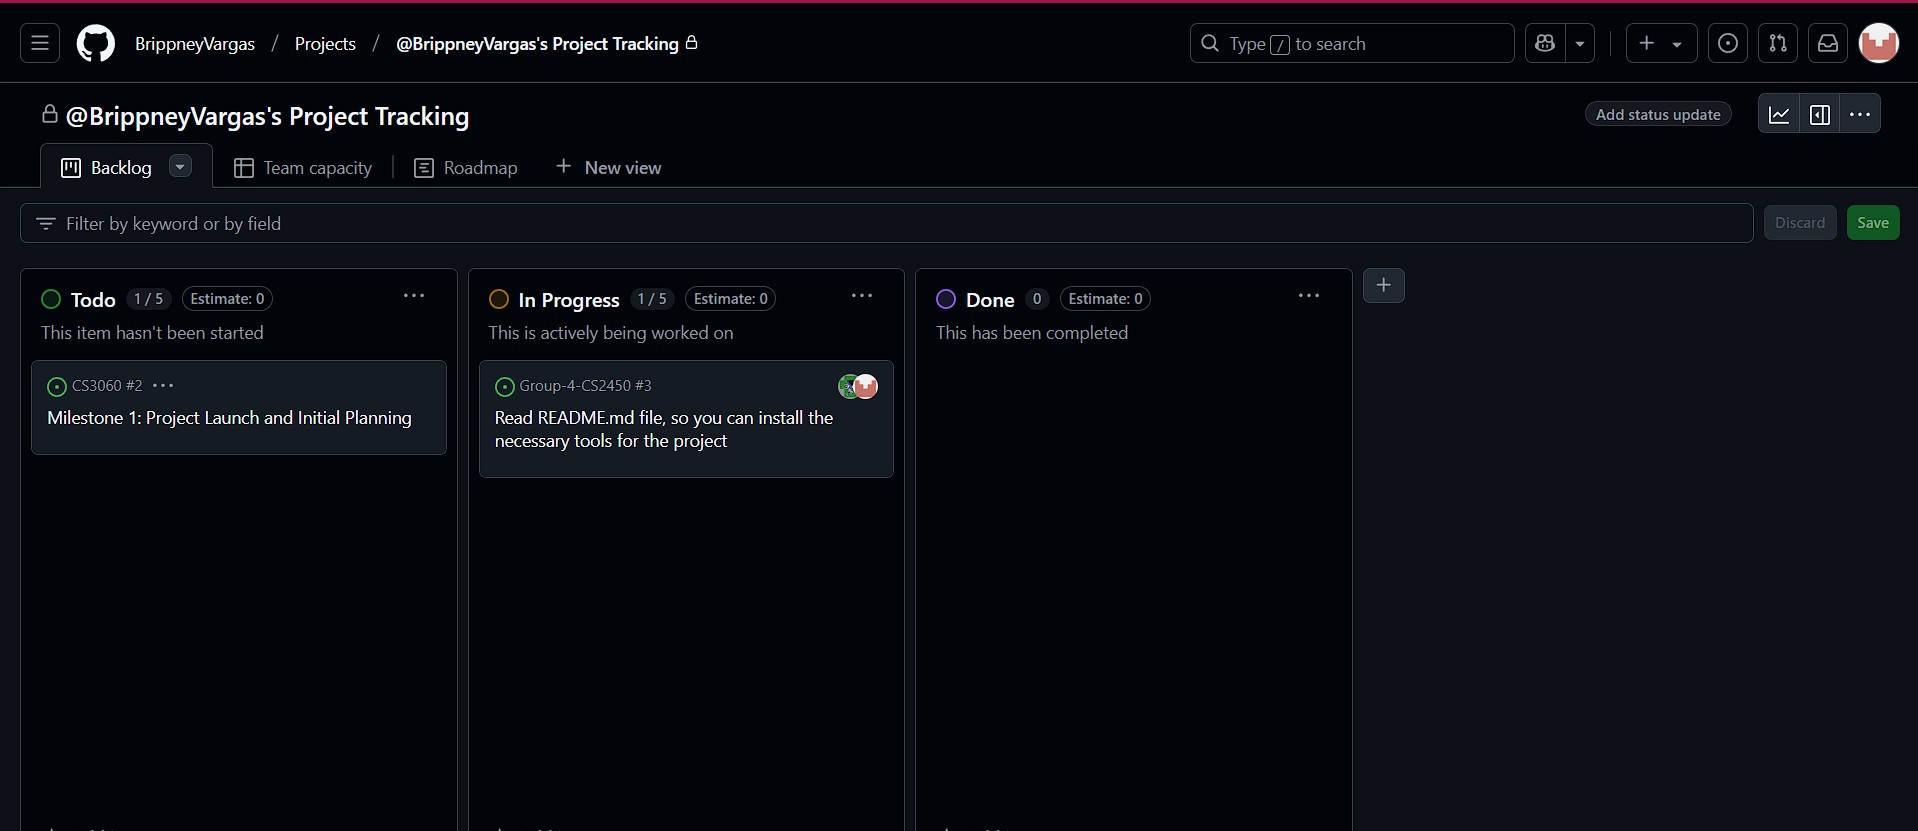 BrippneyVargas / Projects / @BrippneyVargas's Project Tracking
Type / to search
@BrippneyVargas's Project Tracking
Add status update
Backlog
Team capacity
Roadmap
New view
Filter by keyword or by field
Discard
Save
Todo 1 / 5 Estimate: 0
This item hasn't been started
CS3060 #2
Milestone 1: Project Launch and Initial Planning
In Progress 1 / 5 Estimate: 0
This is actively being worked on
Group-4-CS2450 #3
Read README.md file, so you can install the
necessary tools for the project
Done 0 Estimate: 0
This has been completed